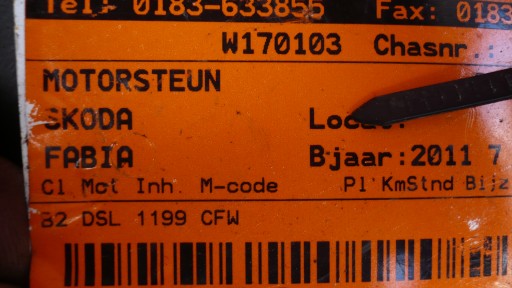 Tel: 0183-633855 Fax: 0183
W170103 Chasnr..
MOTORSTEUN
SKODA
FABIA Bjaar:2011 7
Cl Mot Inh. M-code Pl KmStnd Bijz
82 DSL 1199 CFW